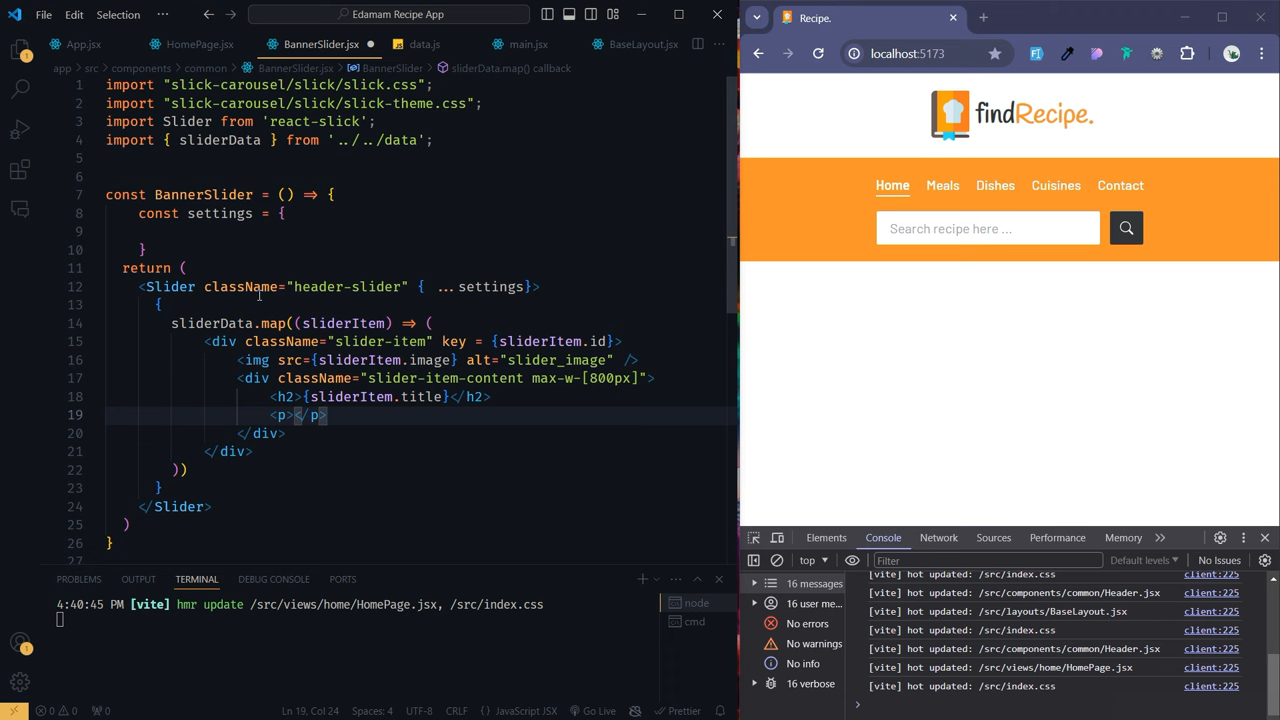 File Edit Selection ··· Edamam Recipe App
App.jsx HomePage.jsx BannerSlider.jsx data.js main.jsx BaseLayout.jsx ···
app > src > components > common > BannerSlider.jsx > BannerSlider > sliderData.map() callback
1 import "slick-carousel/slick/slick.css";
2 import "slick-carousel/slick/slick-theme.css";
3 import Slider from 'react-slick';
4 import { sliderData } from '../../data';
5
6
7 const BannerSlider = () => {
8 const settings = {
9
10 }
11 return (
12 <Slider className="header-slider" { ...settings}>
13 {
14 sliderData.map((sliderItem) => (
15 <div className="slider-item" key = {sliderItem.id}>
16 <img src={sliderItem.image} alt="slider_image" />
17 <div className="slider-item-content max-w-[800px]">
18 <h2>{sliderItem.title}</h2>
19 <p></p>
20 </div>
21 </div>
22 ))
23 }
24 </Slider>
25 )
26 }
27
PROBLEMS OUTPUT TERMINAL DEBUG CONSOLE PORTS
4:40:45 PM [vite] hmr update /src/views/home/HomePage.jsx, /src/index.css
node
cmd
1
1
0 0 0 Ln 19, Col 24 Spaces: 4 UTF-8 CRLF {} JavaScript JSX Go Live Prettier
Recipe.
localhost:5173
findRecipe.
Home Meals Dishes Cuisines Contact
Search recipe here ...
Elements Console Network Sources Performance Memory
top Filter Default levels No Issues
16 messages
16 user me...
No errors
No warnings
No info
16 verbose
[vite] hot updated: /src/index.css client:225
[vite] hot updated: /src/components/common/Header.jsx client:225
[vite] hot updated: /src/layouts/BaseLayout.jsx client:225
[vite] hot updated: /src/index.css client:225
[vite] hot updated: /src/components/common/Header.jsx client:225
[vite] hot updated: /src/views/home/HomePage.jsx client:225
[vite] hot updated: /src/index.css client:225